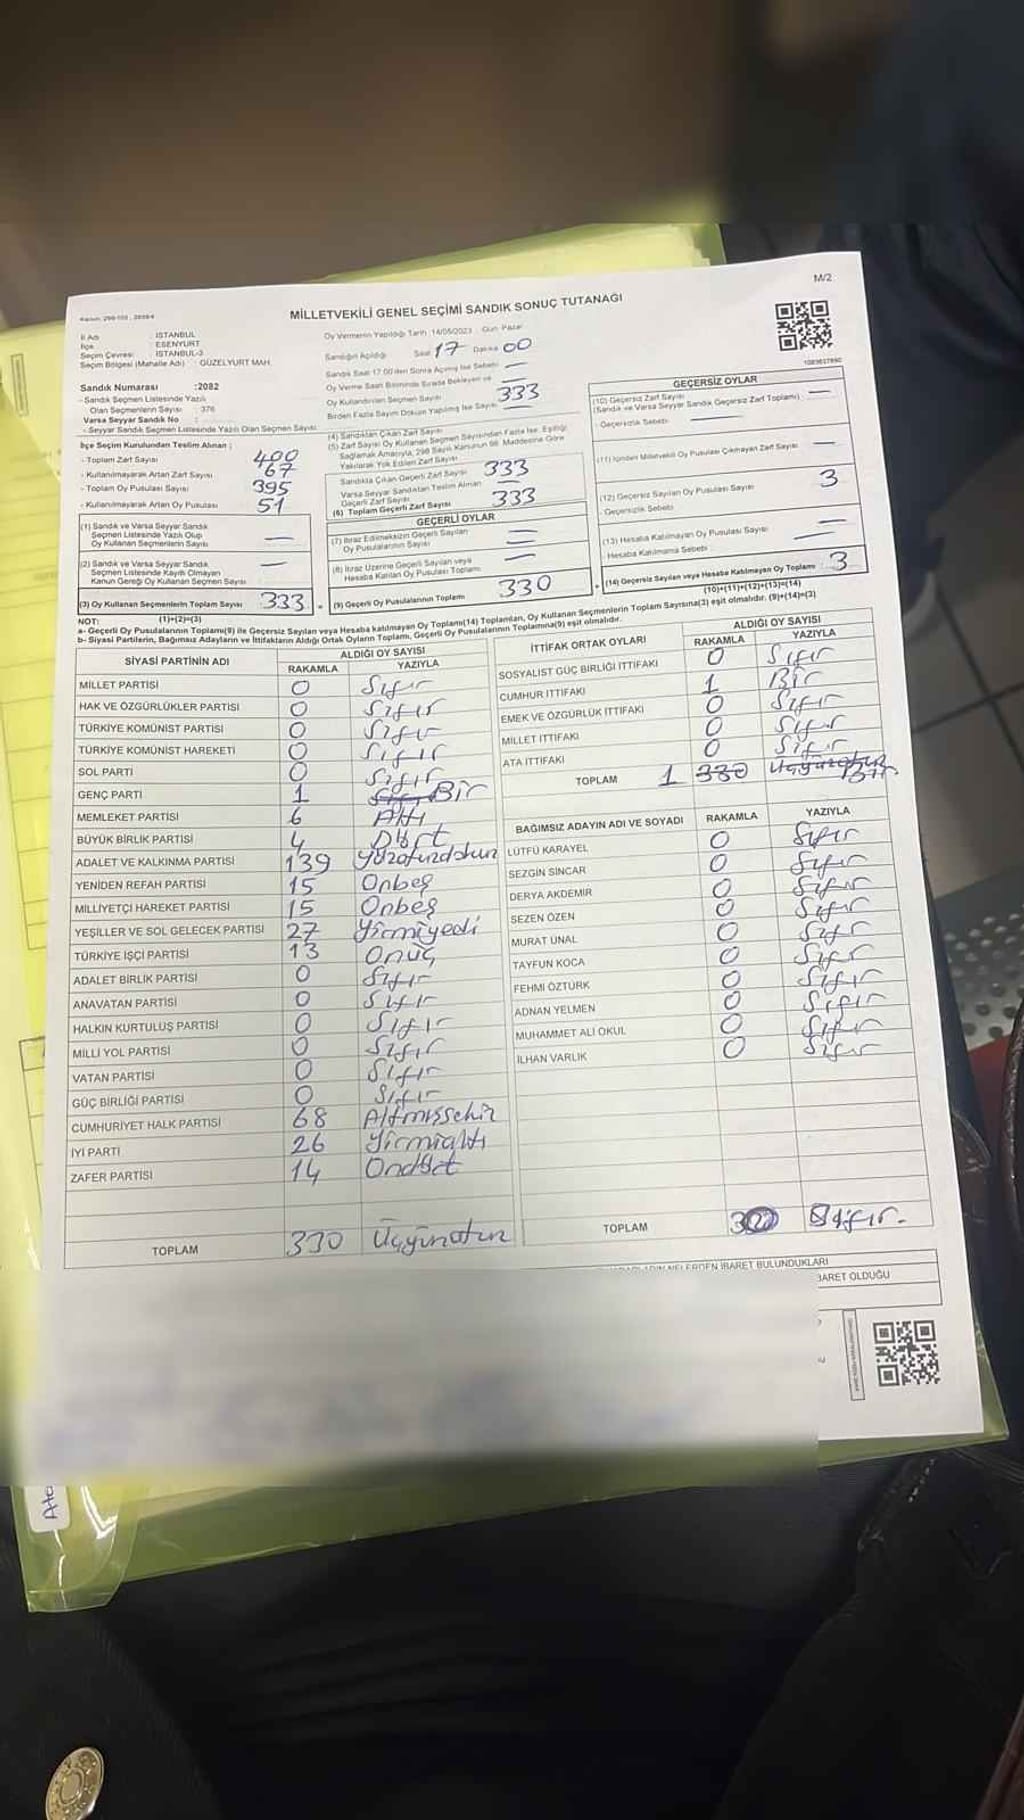 M/2
MİLLETVEKİLİ GENEL SEÇİMİ SANDIK SONUÇ TUTANAĞI
İl Adı : İSTANBUL
İlçe : ESENYURT
Seçim Çevresi : İSTANBUL-3
Seçim Bölgesi (Mahalle Adı) : GÜZELYURT MAH.
Sandık Numarası :2082
- Sandık Seçmen Listesinde Yazılı
Olan Seçmenlerin Sayısı : 376
Varsa Seyyar Sandık No :
- Seyyar Sandık Seçmen Listesinde Yazılı Olan Seçmen Sayısı
Oy Vermenin Yapıldığı Tarih :14/05/2023 Gün: Pazar
Sandığın Açıldığı Saat 17 Dakika 00
Sandık Saat 17:00'den Sonra Açılmış İse Sebebi
Oy Verme Saati Bitiminde Sırada Bekleyen ve
Oy Kullandırılan Seçmen Sayısı
333
Birden Fazla Sayım Döküm Yapılmış İse Sayısı
İlçe Seçim Kurulundan Teslim Alınan ;
- Toplam Zarf Sayısı 400
- Kullanılmayarak Artan Zarf Sayısı 67
- Toplam Oy Pusulası Sayısı 395
- Kullanılmayarak Artan Oy Pusulası 51
(1) Sandık ve Varsa Seyyar Sandık
Seçmen Listesinde Yazılı Olup
Oy Kullanan Seçmenlerin Sayısı —
(2) Sandık ve Varsa Seyyar Sandık
Seçmen Listesinde Kayıtlı Olmayan
Kanun Gereği Oy Kullanan Seçmen Sayısı —
(3) Oy Kullanan Seçmenlerin Toplam Sayısı 333
(1)+(2)=(3)
(4) Sandıktan Çıkan Zarf Sayısı
(5) Zarf Sayısı Oy Kullanan Seçmen Sayısından Fazla İse, Eşitliği
Sağlamak Amacıyla, 298 Sayılı Kanunun 98. Maddesine Göre
Yakılarak Yok Edilen Zarf Sayısı
Sandıkta Çıkan Geçerli Zarf Sayısı 333
Varsa Seyyar Sandıktan Teslim Alınan
Geçerli Zarf Sayısı —
(6) Toplam Geçerli Zarf Sayısı 333
GEÇERLİ OYLAR
(7) İtiraz Edilmeksizin Geçerli Sayılan
Oy Pusulalarının Sayısı
(8) İtiraz Üzerine Geçerli Sayılan veya
Hesaba Katılan Oy Pusulası Toplamı
(9) Geçerli Oy Pusulalarının Toplamı 330
GEÇERSİZ OYLAR
(10) Geçersiz Zarf Sayısı
(Sandık ve Varsa Seyyar Sandık Geçersiz Zarf Toplamı) —
- Geçersizlik Sebebi
(11) İçinden Milletvekili Oy Pusulası Çıkmayan Zarf Sayısı —
(12) Geçersiz Sayılan Oy Pusulası Sayısı 3
- Geçersizlik Sebebi
(13) Hesaba Katılmayan Oy Pusulası Sayısı —
Hesaba Katılmama Sebebi —
(14) Geçersiz Sayılan veya Hesaba Katılmayan Oy Toplamı 3
(10)+(11)+(12)+(13)=(14)
NOT:
a- Geçerli Oy Pusulalarının Toplamı(9) ile Geçersiz Sayılan veya Hesaba katılmayan Oy Toplamı(14) Toplamları, Oy Kullanan Seçmenlerin Toplam Sayısına(3) eşit olmalıdır. (9)+(14)=(3)
b- Siyasi Partilerin, Bağımsız Adayların ve İttifakların Aldığı Ortak Oyların Toplamı, Geçerli Oy Pusulalarının Toplamına(9) eşit olmalıdır.
SİYASİ PARTİNİN ADI ALDIĞI OY SAYISI
RAKAMLA YAZIYLA
MİLLET PARTİSİ 0 Sıfır
HAK VE ÖZGÜRLÜKLER PARTİSİ 0 Sıfır
TÜRKİYE KOMÜNİST PARTİSİ 0 Sıfır
TÜRKİYE KOMÜNİST HAREKETİ 0 Sıfır
SOL PARTİ 0 Sıfır
GENÇ PARTİ 1 Bir
MEMLEKET PARTİSİ 6 Altı
BÜYÜK BİRLİK PARTİSİ 4 Dört
ADALET VE KALKINMA PARTİSİ 139 Yüzotuzdokuz
YENİDEN REFAH PARTİSİ 15 Onbeş
MİLLİYETÇİ HAREKET PARTİSİ 15 Onbeş
YEŞİLLER VE SOL GELECEK PARTİSİ 27 Yirmiyedi
TÜRKİYE İŞÇİ PARTİSİ 13 Onüç
ADALET BİRLİK PARTİSİ 0 Sıfır
ANAVATAN PARTİSİ 0 Sıfır
HALKIN KURTULUŞ PARTİSİ 0 Sıfır
MİLLİ YOL PARTİSİ 0 Sıfır
VATAN PARTİSİ 0 Sıfır
GÜÇ BİRLİĞİ PARTİSİ 0 Sıfır
CUMHURİYET HALK PARTİSİ 68 Altmışsekiz
İYİ PARTİ 26 Yirmialtı
ZAFER PARTİSİ 14 Ondört
TOPLAM 330 Üçyüzotuz
İTTİFAK ORTAK OYLARI ALDIĞI OY SAYISI
RAKAMLA YAZIYLA
SOSYALİST GÜÇ BİRLİĞİ İTTİFAKI 0 Sıfır
CUMHUR İTTİFAKI 1 Bir
EMEK VE ÖZGÜRLÜK İTTİFAKI 0 Sıfır
MİLLET İTTİFAKI 0 Sıfır
ATA İTTİFAKI 0 Sıfır
TOPLAM 1 330 Üçyüzotuz Bir
BAĞIMSIZ ADAYIN ADI VE SOYADI RAKAMLA YAZIYLA
LÜTFÜ KARAYEL 0 Sıfır
SEZGİN SİNCAR 0 Sıfır
DERYA AKDEMİR 0 Sıfır
SEZEN ÖZEN 0 Sıfır
MURAT ÜNAL 0 Sıfır
TAYFUN KOCA 0 Sıfır
FEHMİ ÖZTÜRK 0 Sıfır
ADNAN YELMEN 0 Sıfır
MUHAMMET ALİ OKUL 0 Sıfır
İLHAN VARLIK 0 Sıfır
TOPLAM 0 Sıfır.
NELERDEN İBARET BULUNDUKLARI
BARET OLDUĞU